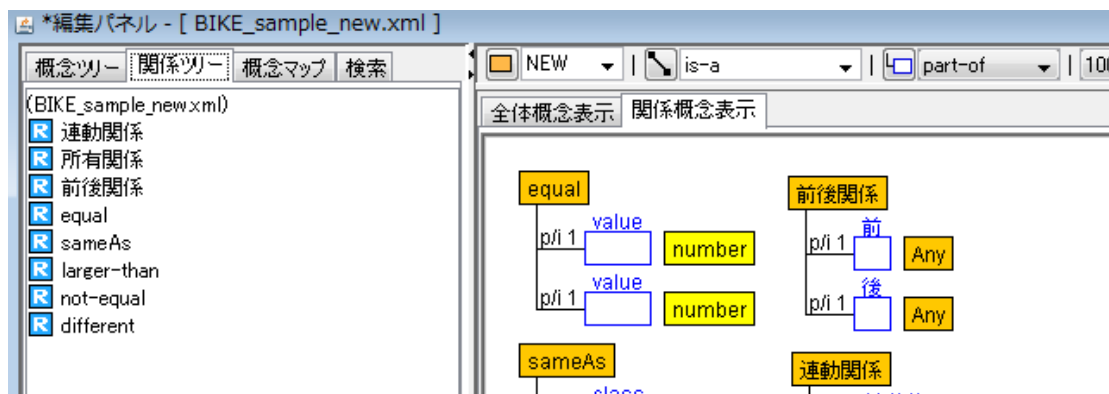 *編集パネル - [ BIKE_sample_new.xml ]
概念ツリー 関係ツリー 概念マップ 検索
(BIKE_sample_new.xml)
R 連動関係
R 所有関係
R 前後関係
R equal
R sameAs
R larger-than
R not-equal
R different
NEW is-a part-of 100
全体概念表示 関係概念表示
equal
value
p/i 1 number
value
p/i 1 number
前後関係
前
p/i 1 Any
後
p/i 1 Any
sameAs
連動関係